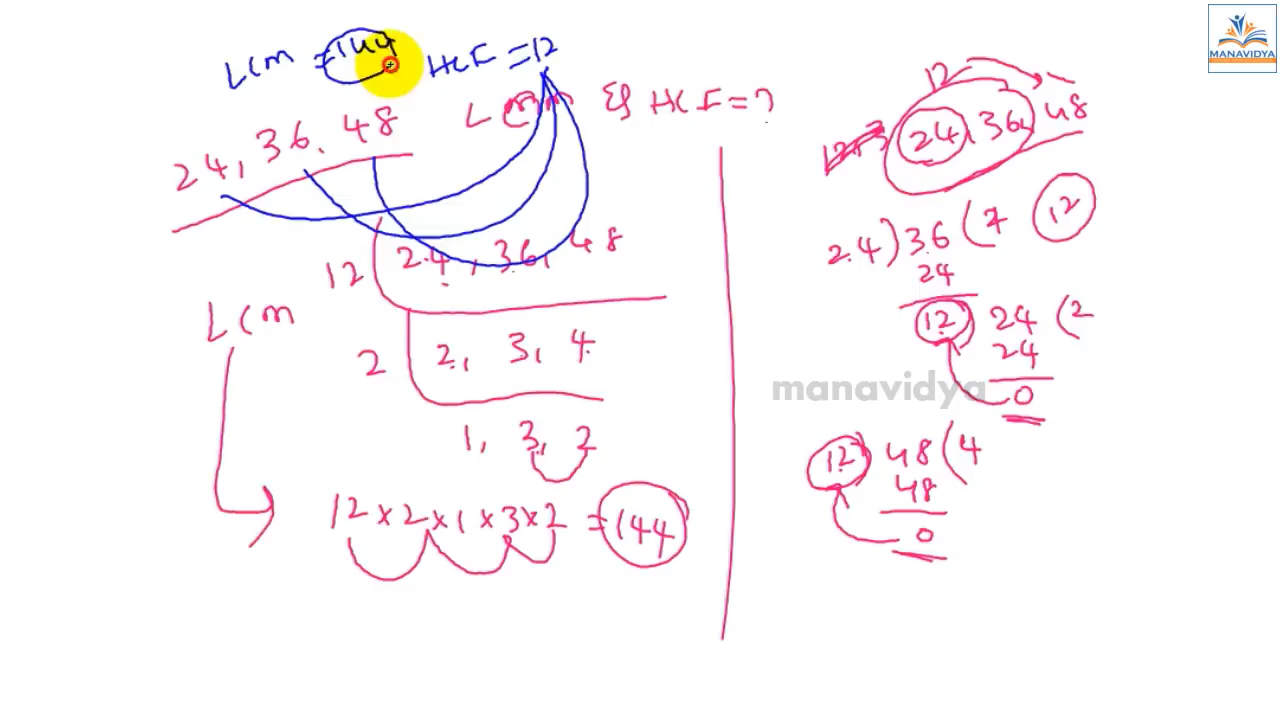 LCM = 144 HCF = 12
24, 36, 48
LCM & HCF = ?
12 24, 36, 48
2 2, 3, 4
1, 3, 2
LCM
12 × 2 × 1 × 3 × 2 = 144
12
24, 36, 48
12
24) 36 (
24
12) 24 (2
24
0
12) 48 (4
48
0
manavidya
MANAVIDYA